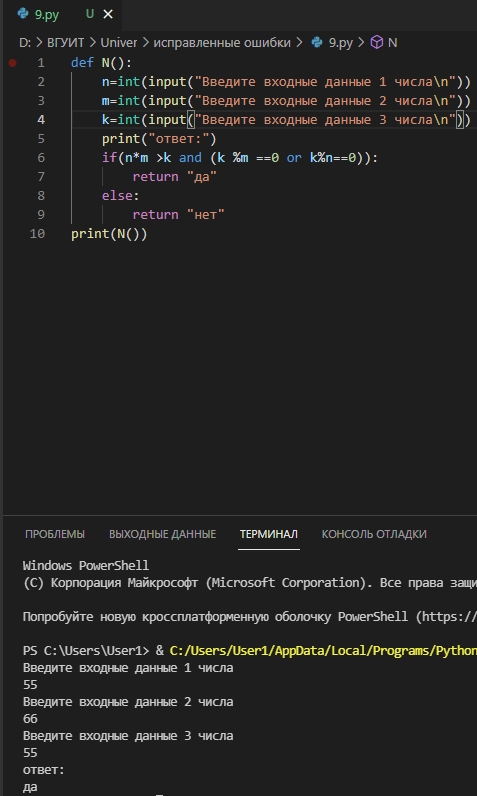 9.py U ×
D: > ВГУИТ > Univer > исправленные ошибки > 9.py > N
1 def N():
2 n=int(input("Введите входные данные 1 числа\n"))
3 m=int(input("Введите входные данные 2 числа\n"))
4 k=int(input("Введите входные данные 3 числа\n"))
5 print("ответ:")
6 if(n*m >k and (k %m ==0 or k%n==0)):
7 return "да"
8 else:
9 return "нет"
10 print(N())
ПРОБЛЕМЫ ВЫХОДНЫЕ ДАННЫЕ ТЕРМИНАЛ КОНСОЛЬ ОТЛАДКИ
Windows PowerShell
(C) Корпорация Майкрософт (Microsoft Corporation). Все права защи
Попробуйте новую кроссплатформенную оболочку PowerShell (https://
PS C:\Users\User1> & C:/Users/User1/AppData/Local/Programs/Python
Введите входные данные 1 числа
55
Введите входные данные 2 числа
66
Введите входные данные 3 числа
55
ответ:
да